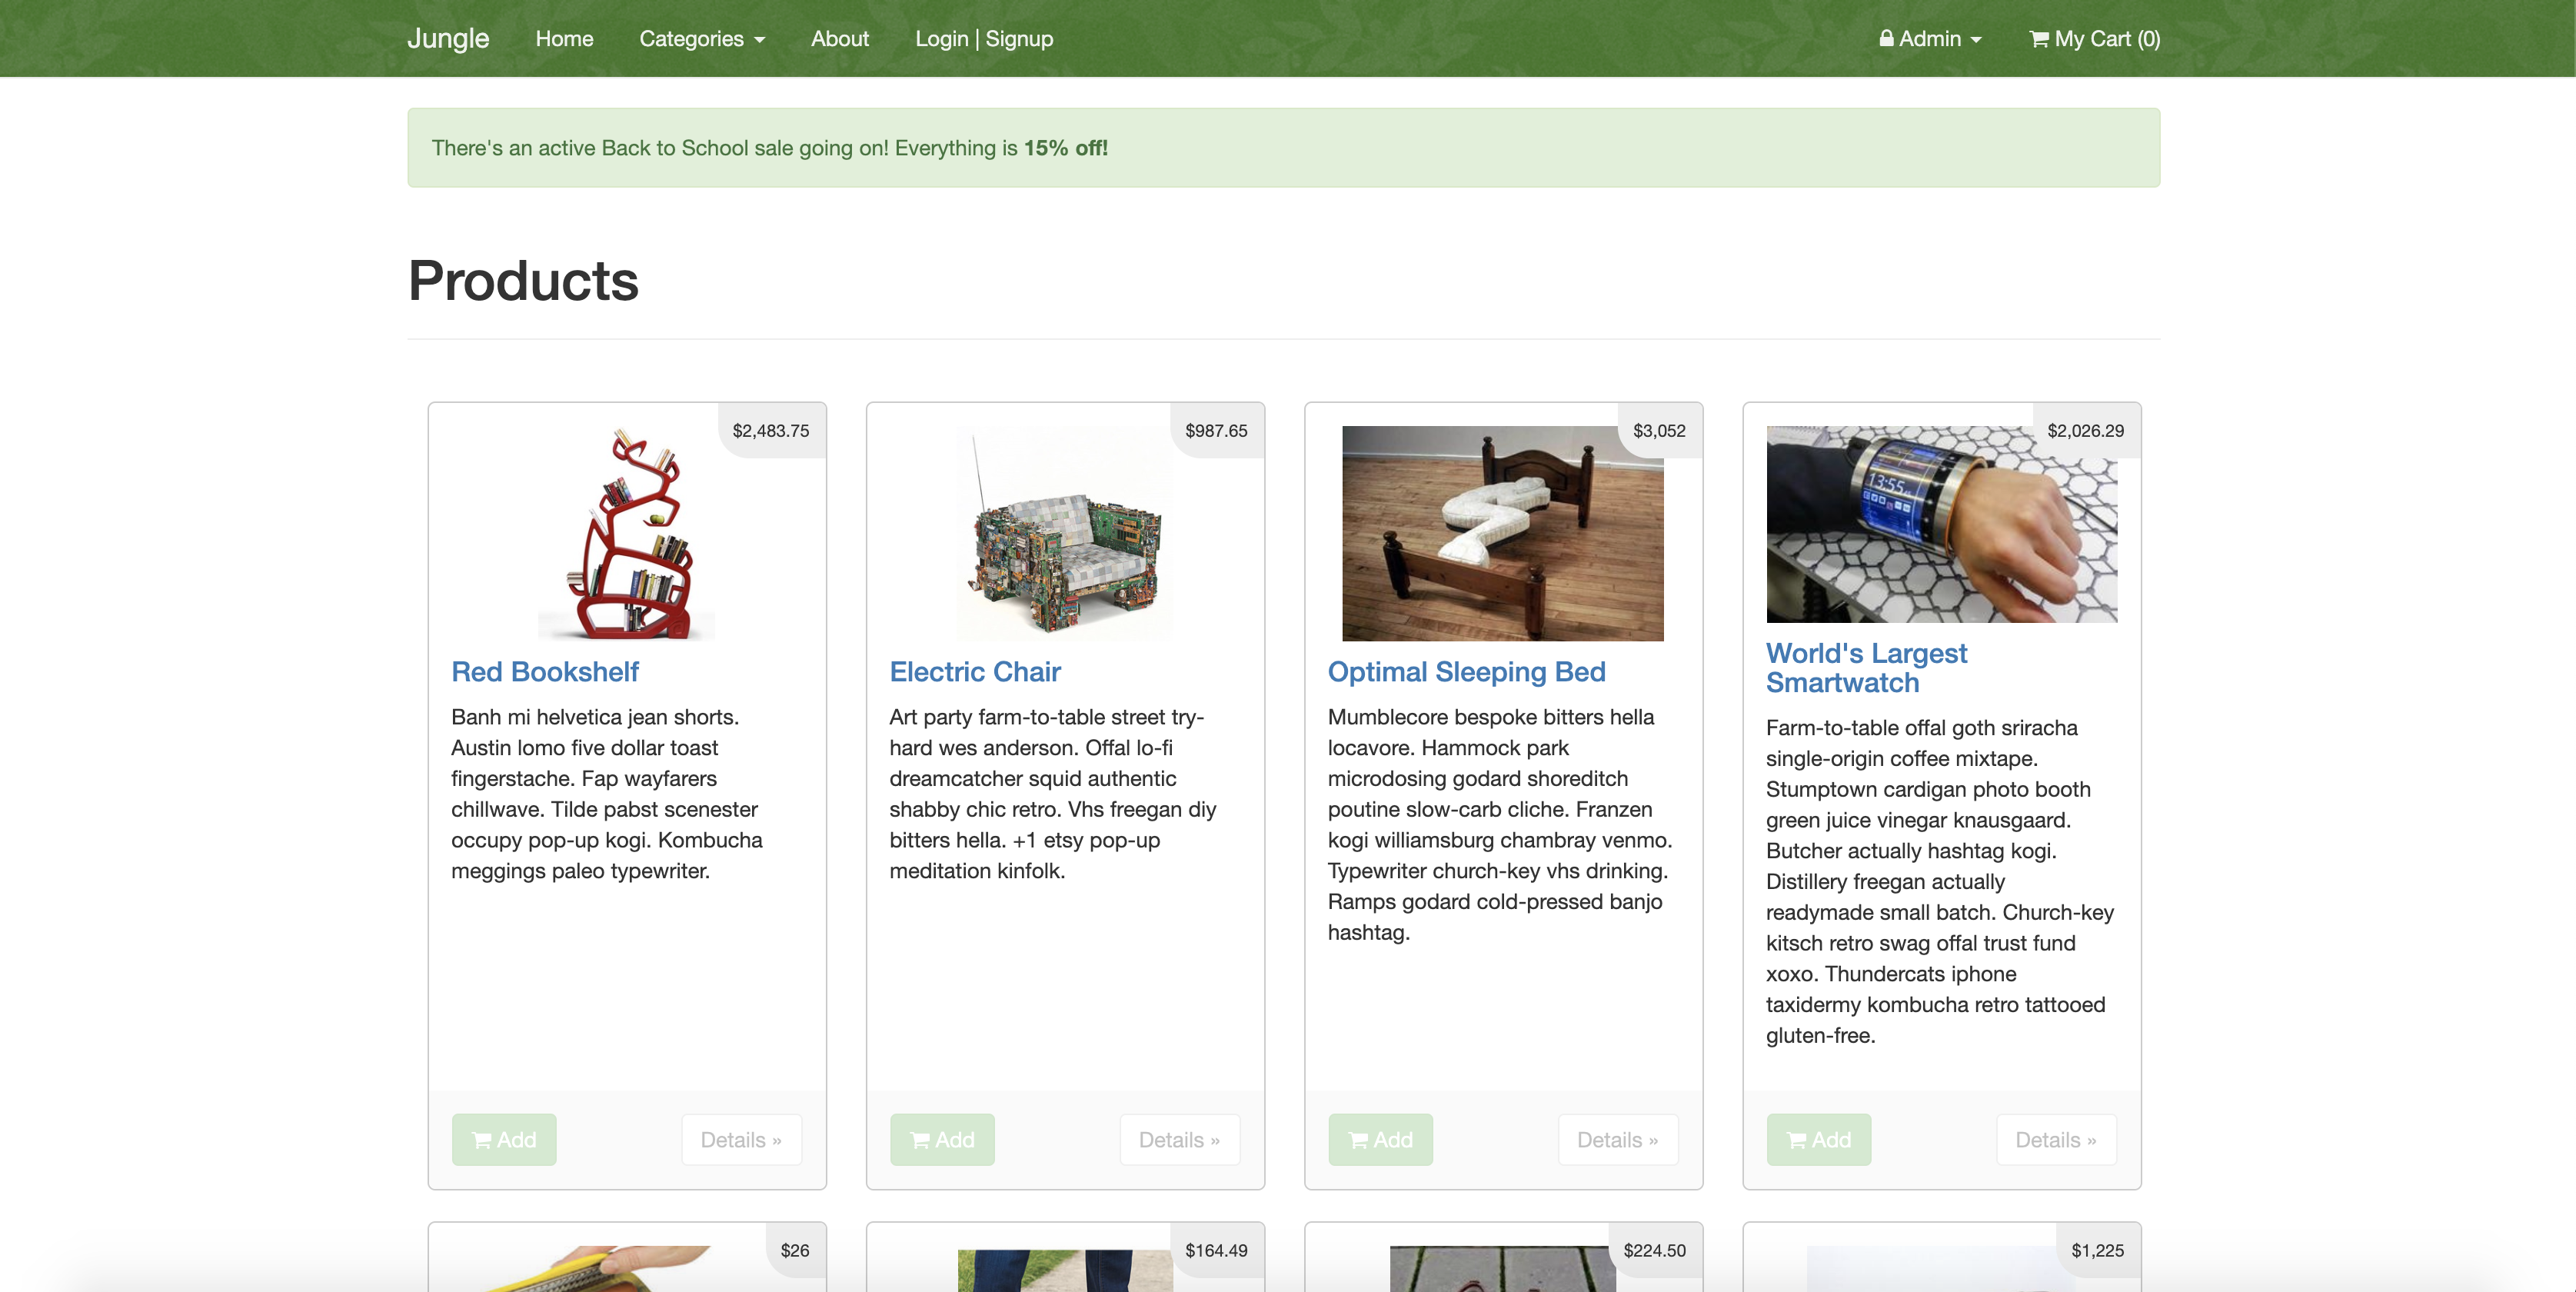 Jungle Home Categories About Login | Signup Admin My Cart (0)
There's an active Back to School sale going on! Everything is 15% off!
Products
$2,483.75
Red Bookshelf
Banh mi helvetica jean shorts.
Austin lomo five dollar toast
fingerstache. Fap wayfarers
chillwave. Tilde pabst scenester
occupy pop-up kogi. Kombucha
meggings paleo typewriter.
Add Details »
$987.65
Electric Chair
Art party farm-to-table street try-
hard wes anderson. Offal lo-fi
dreamcatcher squid authentic
shabby chic retro. Vhs freegan diy
bitters hella. +1 etsy pop-up
meditation kinfolk.
Add Details »
$3,052
Optimal Sleeping Bed
Mumblecore bespoke bitters hella
locavore. Hammock park
microdosing godard shoreditch
poutine slow-carb cliche. Franzen
kogi williamsburg chambray venmo.
Typewriter church-key vhs drinking.
Ramps godard cold-pressed banjo
hashtag.
Add Details »
$2,026.29
13:55
World's Largest
Smartwatch
Farm-to-table offal goth sriracha
single-origin coffee mixtape.
Stumptown cardigan photo booth
green juice vinegar knausgaard.
Butcher actually hashtag kogi.
Distillery freegan actually
readymade small batch. Church-key
kitsch retro swag offal trust fund
xoxo. Thundercats iphone
taxidermy kombucha retro tattooed
gluten-free.
Add Details »
$26
$164.49
$224.50
$1,225